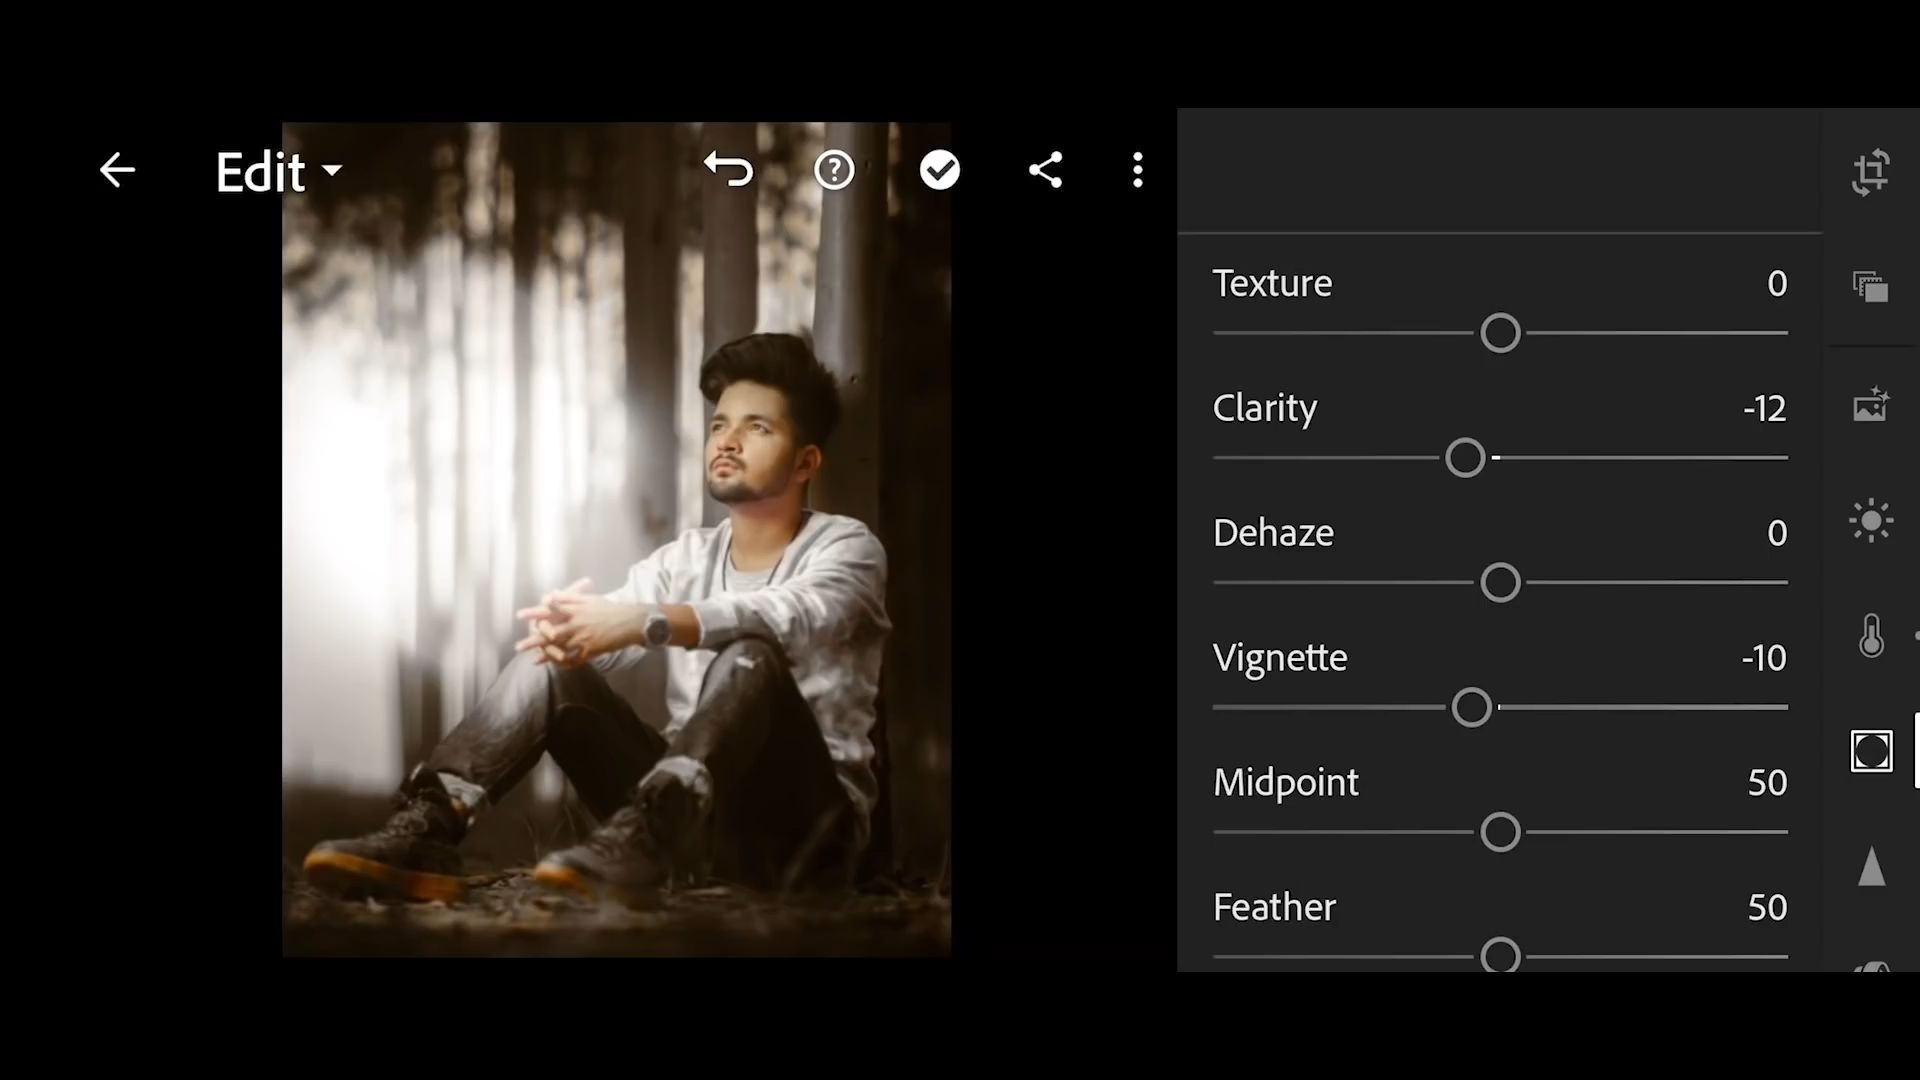 Edit
Texture 0
Clarity -12
Dehaze 0
Vignette -10
Midpoint 50
Feather 50